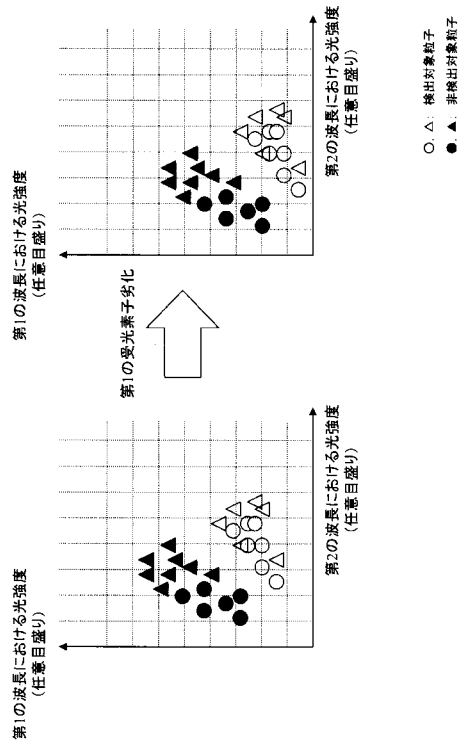 第1の波長における光強度
(任意目盛り)
第2の波長における光強度
(任意目盛り)
第1の受光素子劣化
第1の波長における光強度
(任意目盛り)
第2の波長における光強度
(任意目盛り)
○, △: 検出対象粒子
●, ▲: 非検出対象粒子